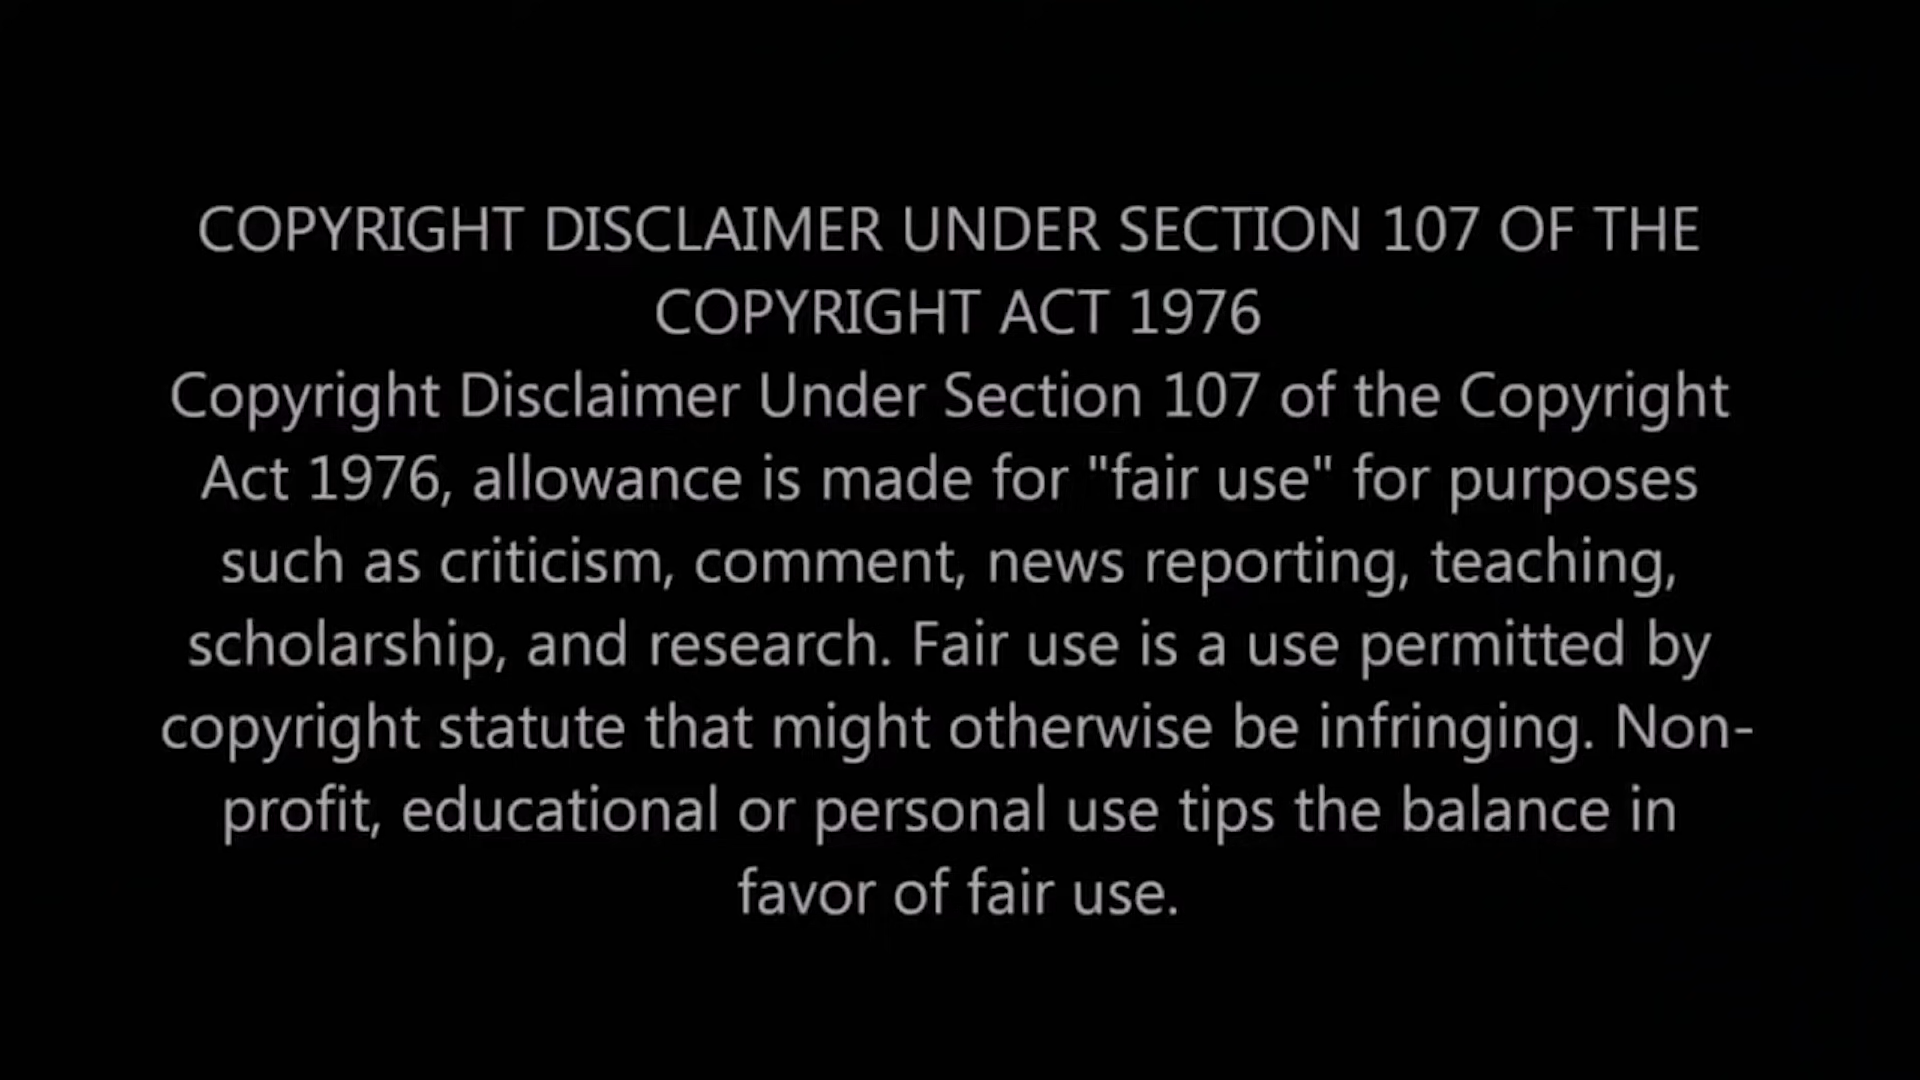 COPYRIGHT DISCLAIMER UNDER SECTION 107 OF THE
COPYRIGHT ACT 1976
Copyright Disclaimer Under Section 107 of the Copyright
Act 1976, allowance is made for "fair use" for purposes
such as criticism, comment, news reporting, teaching,
scholarship, and research. Fair use is a use permitted by
copyright statute that might otherwise be infringing. Non-
profit, educational or personal use tips the balance in
favor of fair use.